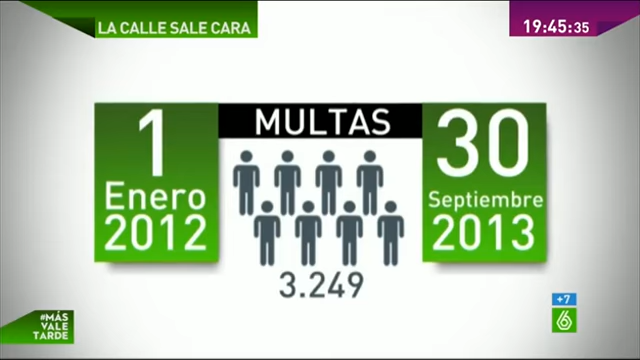 LA CALLE SALE CARA
19:45:35
1
Enero
2012
MULTAS
3.249
30
Septiembre
2013
#MÁS
VALE
TARDE
+7
6